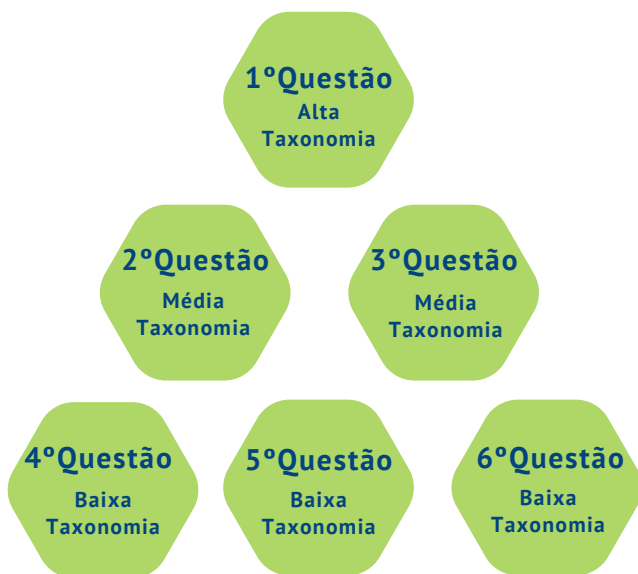 1ºQuestão
Alta
Taxonomia
2ºQuestão
Média
Taxonomia
3ºQuestão
Média
Taxonomia
4ºQuestão
Baixa
Taxonomia
5ºQuestão
Baixa
Taxonomia
6ºQuestão
Baixa
Taxonomia